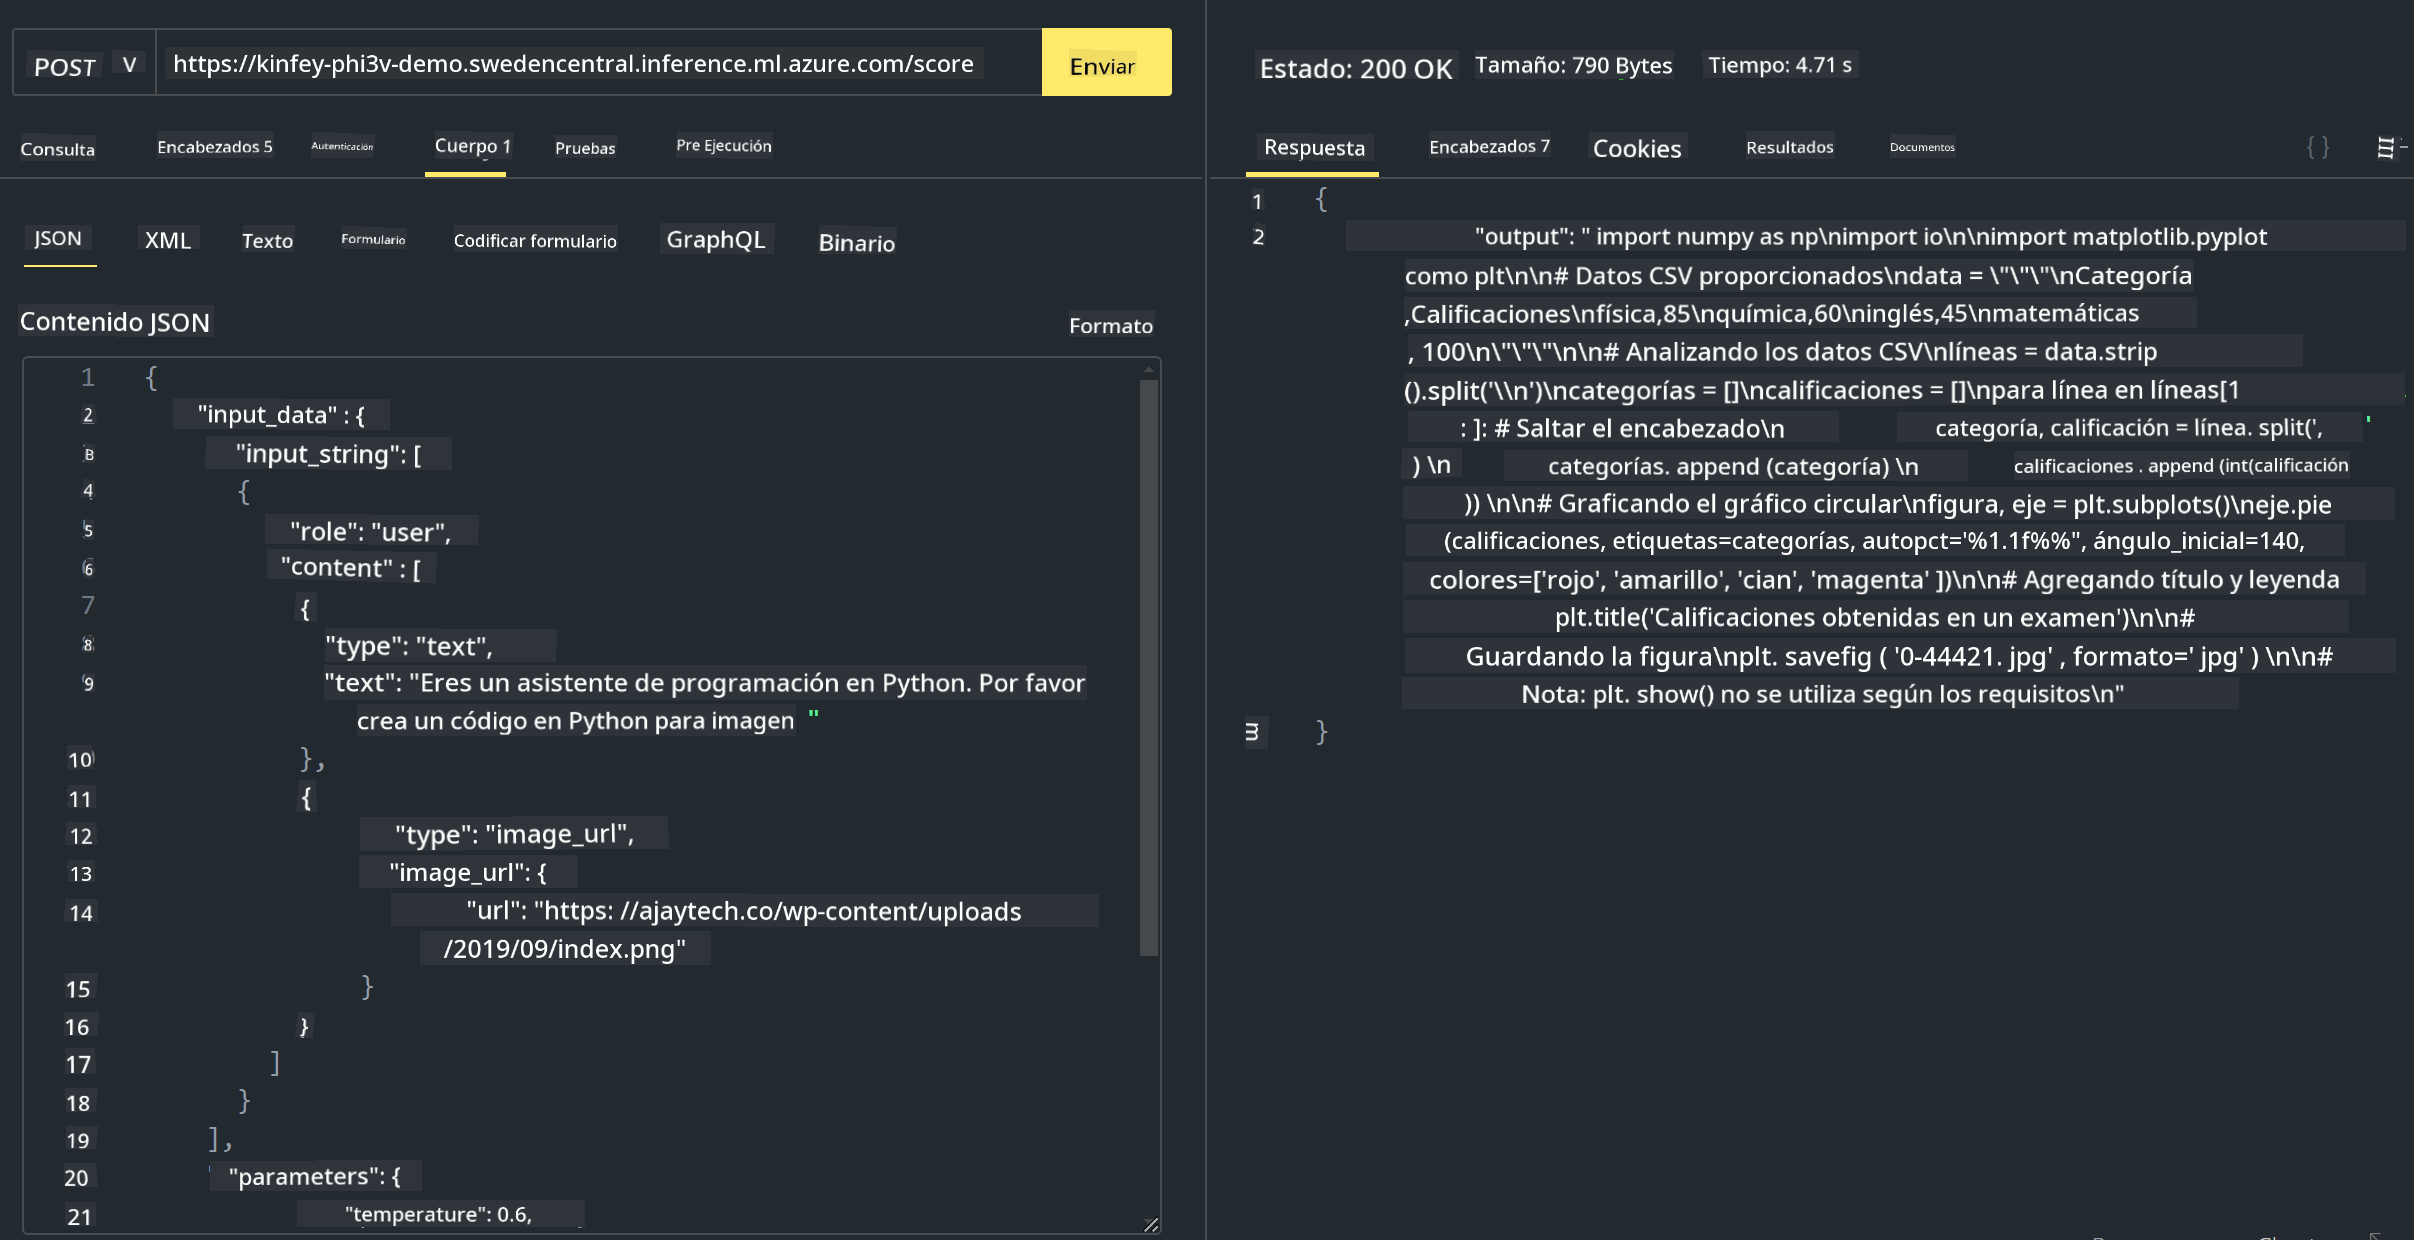 POST V https://kinfey-phi3v-demo.swedencentral.inference.ml.azure.com/score Enviar
Consulta Encabezados 5 Autenticación Cuerpo 1 Pruebas Pre Ejecución
JSON XML Texto Formulario Codificar formulario GraphQL Binario
Contenido JSON Formato
1 {
2 "input_data" : {
"input_string": [
4 {
5 "role": "user",
6 "content" : [
7 {
8 "type": "text",
9 "text": "Eres un asistente de programación en Python. Por favor
crea un código en Python para imagen "
10 },
11 {
12 "type": "image_url",
13 "image_url": {
14 "url": "https: //ajaytech.co/wp-content/uploads
/2019/09/index.png"
15 }
16 }
17 ]
18 }
19 ],
20 "parameters": {
21 "temperature": 0.6,
Estado: 200 OK Tamaño: 790 Bytes Tiempo: 4.71 s
Respuesta Encabezados 7 Cookies Resultados Documentos { }
1 {
2 "output": " import numpy as np\nimport io\n\nimport matplotlib.pyplot
como plt\n\n# Datos CSV proporcionados\ndata = \"\"\"\nCategoría
,Calificaciones\nfísica,85\nquímica,60\ninglés,45\nmatemáticas
, 100\n\"\"\"\n\n# Analizando los datos CSV\nlíneas = data.strip
().split('\\n')\ncategorías = []\ncalificaciones = []\npara línea en líneas[1
: ]: # Saltar el encabezado\n categoría, calificación = línea. split(', '
) \n categorías. append (categoría) \n calificaciones . append (int(calificación
)) \n\n# Graficando el gráfico circular\nfigura, eje = plt.subplots()\neje.pie
(calificaciones, etiquetas=categorías, autopct='%1.1f%%", ángulo_inicial=140,
colores=['rojo', 'amarillo', 'cian', 'magenta' ])\n\n# Agregando título y leyenda
plt.title('Calificaciones obtenidas en un examen')\n\n#
Guardando la figura\nplt. savefig ( '0-44421. jpg' , formato=' jpg' ) \n\n#
Nota: plt. show() no se utiliza según los requisitos\n"
}